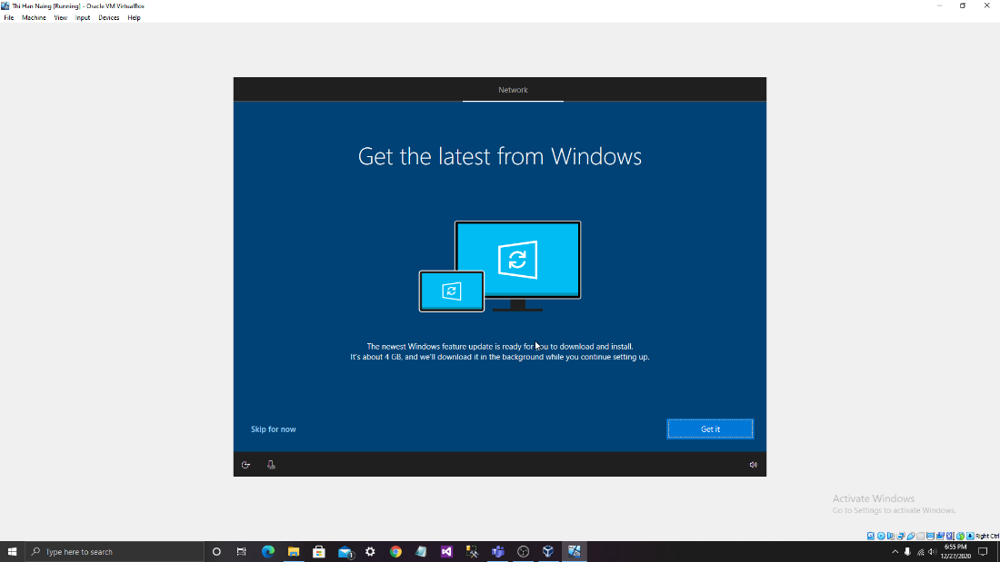 Thi Han Naing [Running] - Oracle VM VirtualBox
File Machine View Input Devices Help
Network
Get the latest from Windows
The newest Windows feature update is ready for you to download and install.
It's about 4 GB, and we'll download it in the background while you continue setting up.
Skip for now
Get it
Activate Windows
Go to Settings to activate Windows.
Right Ctrl
Type here to search
6:55 PM
12/27/2020